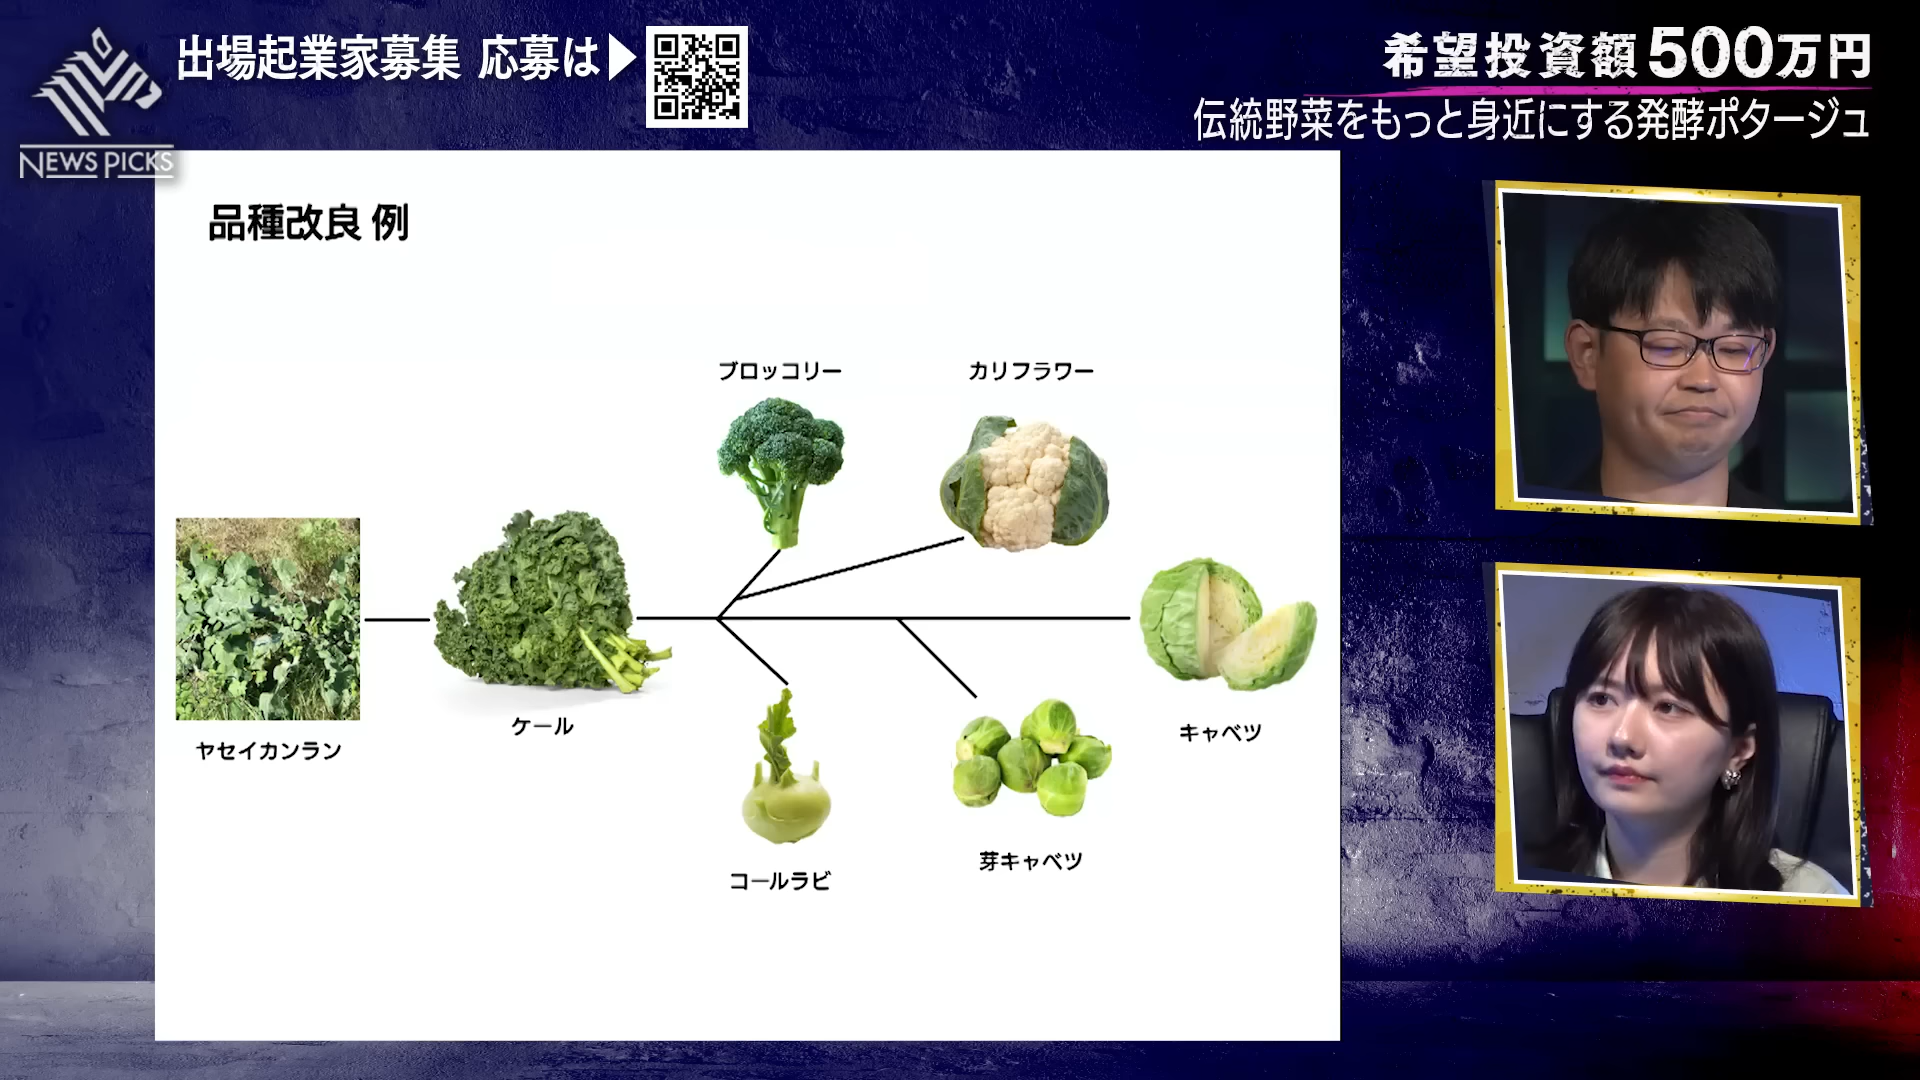 出場起業家募集 応募は▶
NEWS PICKS
希望投資額500万円
伝統野菜をもっと身近にする発酵ポタージュ
品種改良 例
ブロッコリー
カリフラワー
ヤセイカンラン
ケール
キャベツ
コールラビ
芽キャベツ